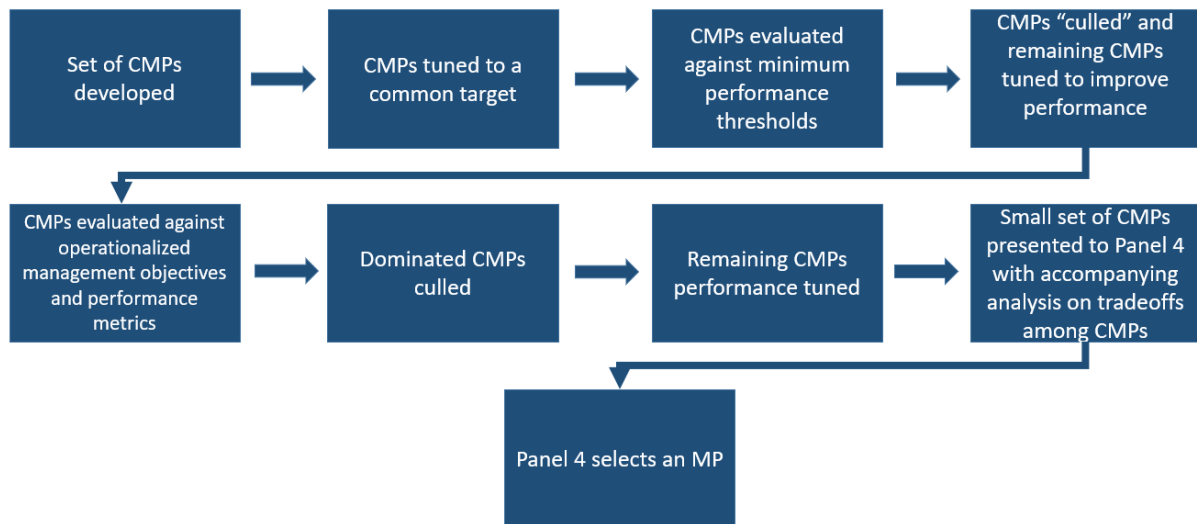 Set of CMPs
developed
CMPs tuned to a
common target
CMPs evaluated
against minimum
performance
thresholds
CMPs “culled” and
remaining CMPs
tuned to improve
performance
CMPs evaluated against
operationalized
management objectives
and performance
metrics
Dominated CMPs
culled
Remaining CMPs
performance tuned
Small set of CMPs
presented to Panel 4
with accompanying
analysis on tradeoffs
among CMPs
Panel 4 selects an MP